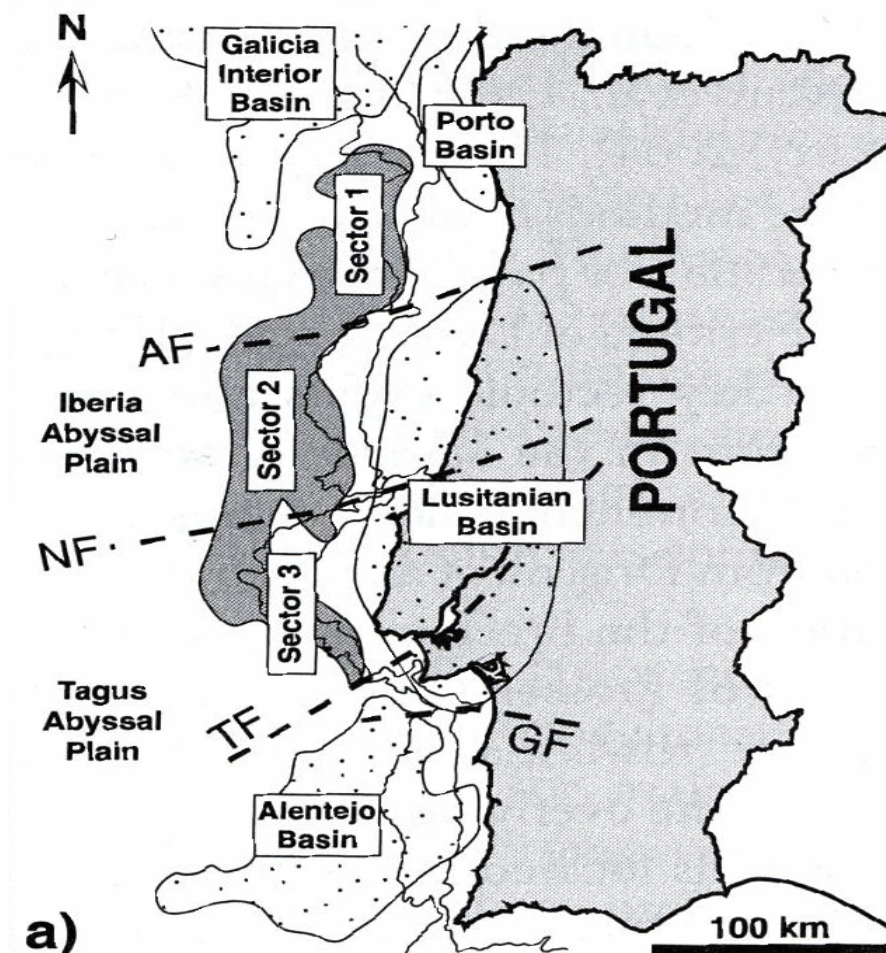 N
Galicia
Interior
Basin
Porto
Basin
Sector 1
PORTUGAL
AF
Iberia
Abyssal
Plain
Sector 2
Lusitanian
Basin
NF
Sector 3
Tagus
Abyssal
Plain
TF
GF
Alentejo
Basin
a)
100 km